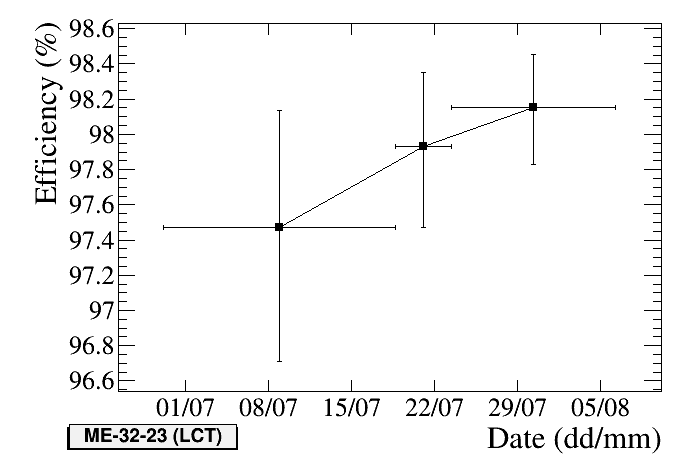 Efficiency (%)
98.6
98.4
98.2
98
97.8
97.6
97.4
97.2
97
96.8
96.6
01/07 08/07 15/07 22/07 29/07 05/08
Date (dd/mm)
ME-32-23 (LCT)